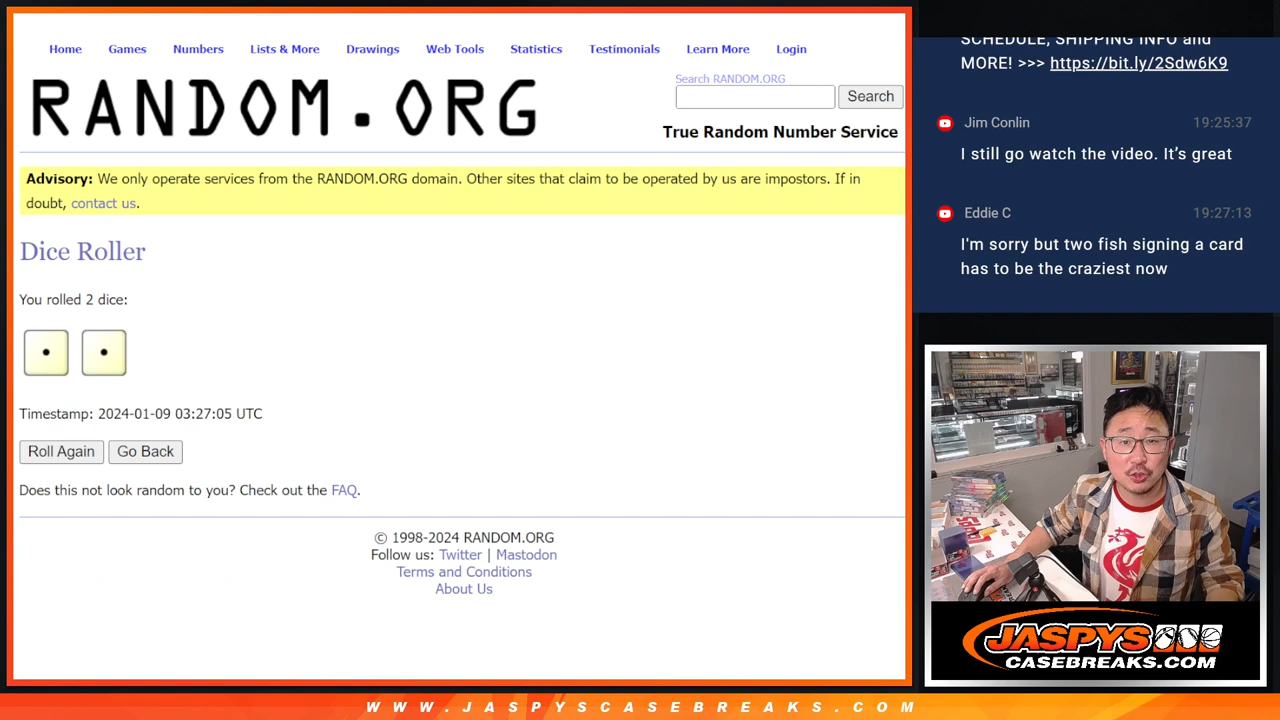 Home Games Numbers Lists & More Drawings Web Tools Statistics Testimonials Learn More Login
RANDOM.ORG
Search RANDOM.ORG
Search
True Random Number Service
Advisory: We only operate services from the RANDOM.ORG domain. Other sites that claim to be operated by us are impostors. If in
doubt, contact us.
Dice Roller
You rolled 2 dice:
Timestamp: 2024-01-09 03:27:05 UTC
Roll Again Go Back
Does this not look random to you? Check out the FAQ.
© 1998-2024 RANDOM.ORG
Follow us: Twitter | Mastodon
Terms and Conditions
About Us
SCHEDULE, SHIPPING INFO and
MORE! >>> https://bit.ly/2Sdw6K9
Jim Conlin 19:25:37
I still go watch the video. It’s great
Eddie C 19:27:13
I'm sorry but two fish signing a card
has to be the craziest now
JASPYS
CASEBREAKS.COM
WWW.JASPYSCASEBREAKS.COM